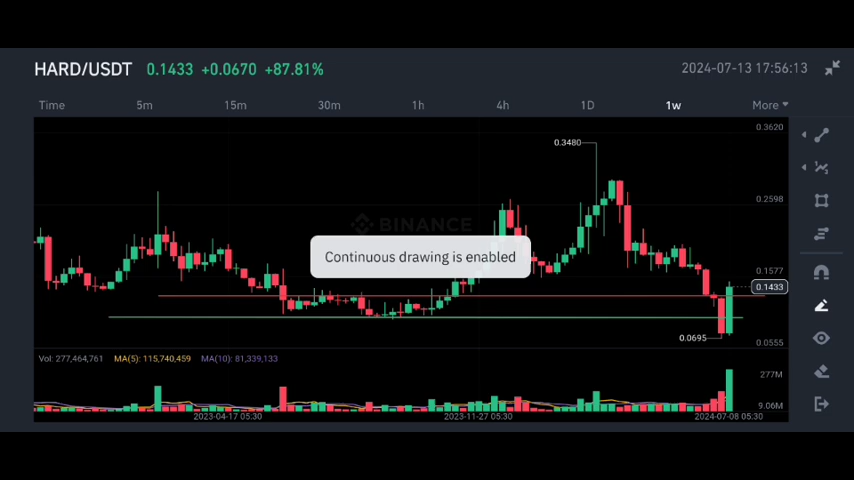 HARD/USDT 0.1433 +0.0670 +87.81% 2024-07-13 17:56:13
Time 5m 15m 30m 1h 4h 1D 1w More
0.3620
0.3480
0.2598
BINANCE
Continuous drawing is enabled
0.1577
0.1433
0.0695
0.0555
Vol: 277,464,761 MA(5): 115,740,459 MA(10): 81,339,133
277M
9.06M
2023-04-17 05:30 2023-11-27 05:30 2024-07-08 05:30